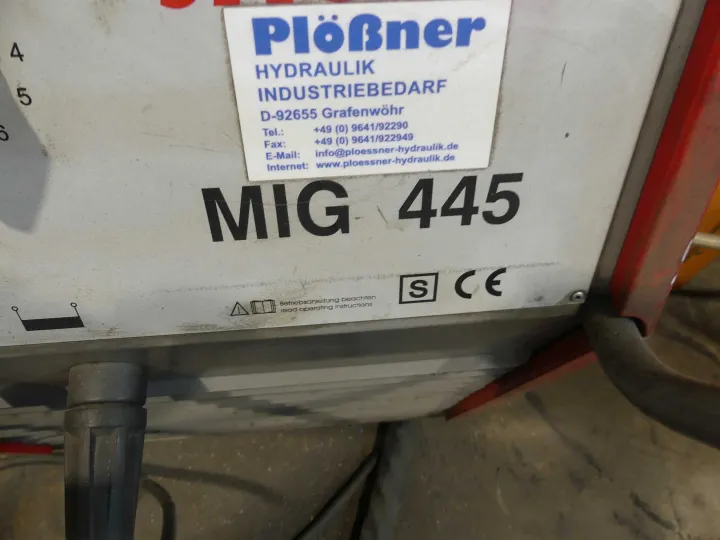 4
5
6
Plößner
HYDRAULIK
INDUSTRIEBEDARF
D-92655 Grafenwöhr
Tel.: +49 (0) 9641/92290
Fax: +49 (0) 9641/922949
E-Mail: info@ploessner-hydraulik.de
Internet: www.ploessner-hydraulik.de
MIG 445
Betriebsanleitung beachten
read operating instructions
S CE